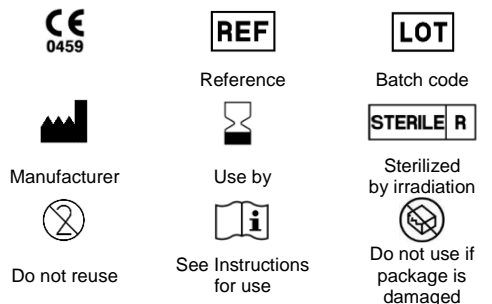 CE
0459
REF
LOT
Reference
Batch code
STERILE R
Manufacturer
Use by
Sterilized
by irradiation
2
i
Do not reuse
See Instructions
for use
Do not use if
package is
damaged